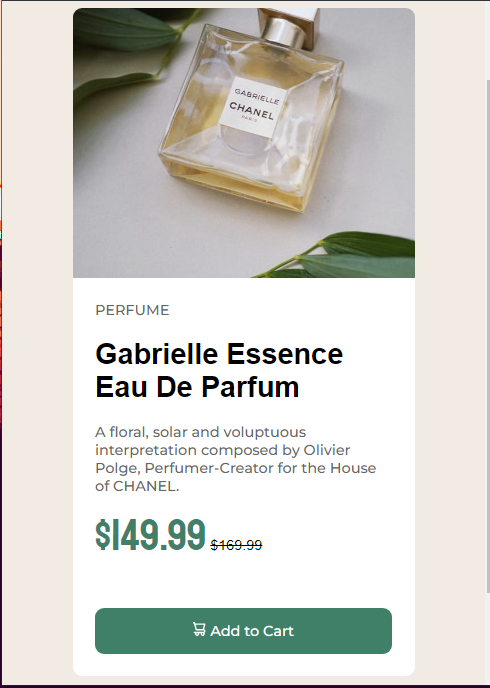 GABRIELLE
CHANEL
PARIS
PERFUME
Gabrielle Essence
Eau De Parfum
A floral, solar and voluptuous
interpretation composed by Olivier
Polge, Perfumer-Creator for the House
of CHANEL.
$149.99 $169.99
Add to Cart